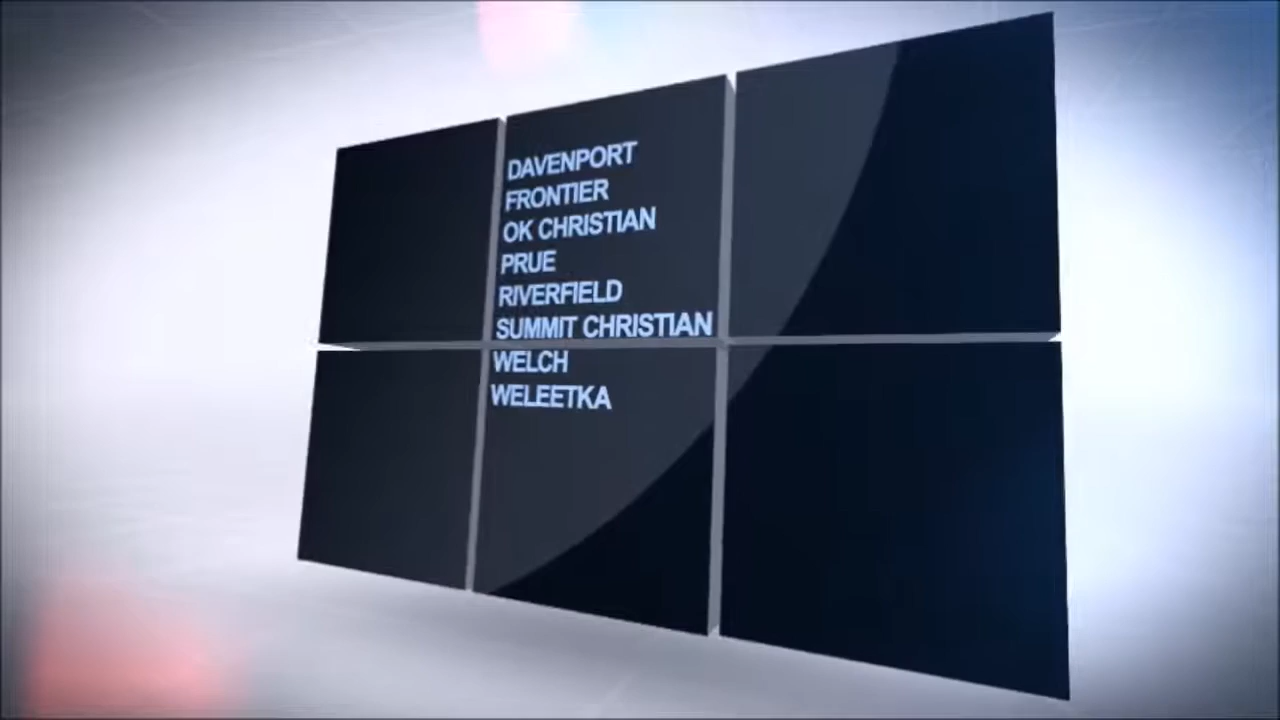 DAVENPORT
FRONTIER
OK CHRISTIAN
PRUE
RIVERFIELD
SUMMIT CHRISTIAN
WELCH
WELEETKA